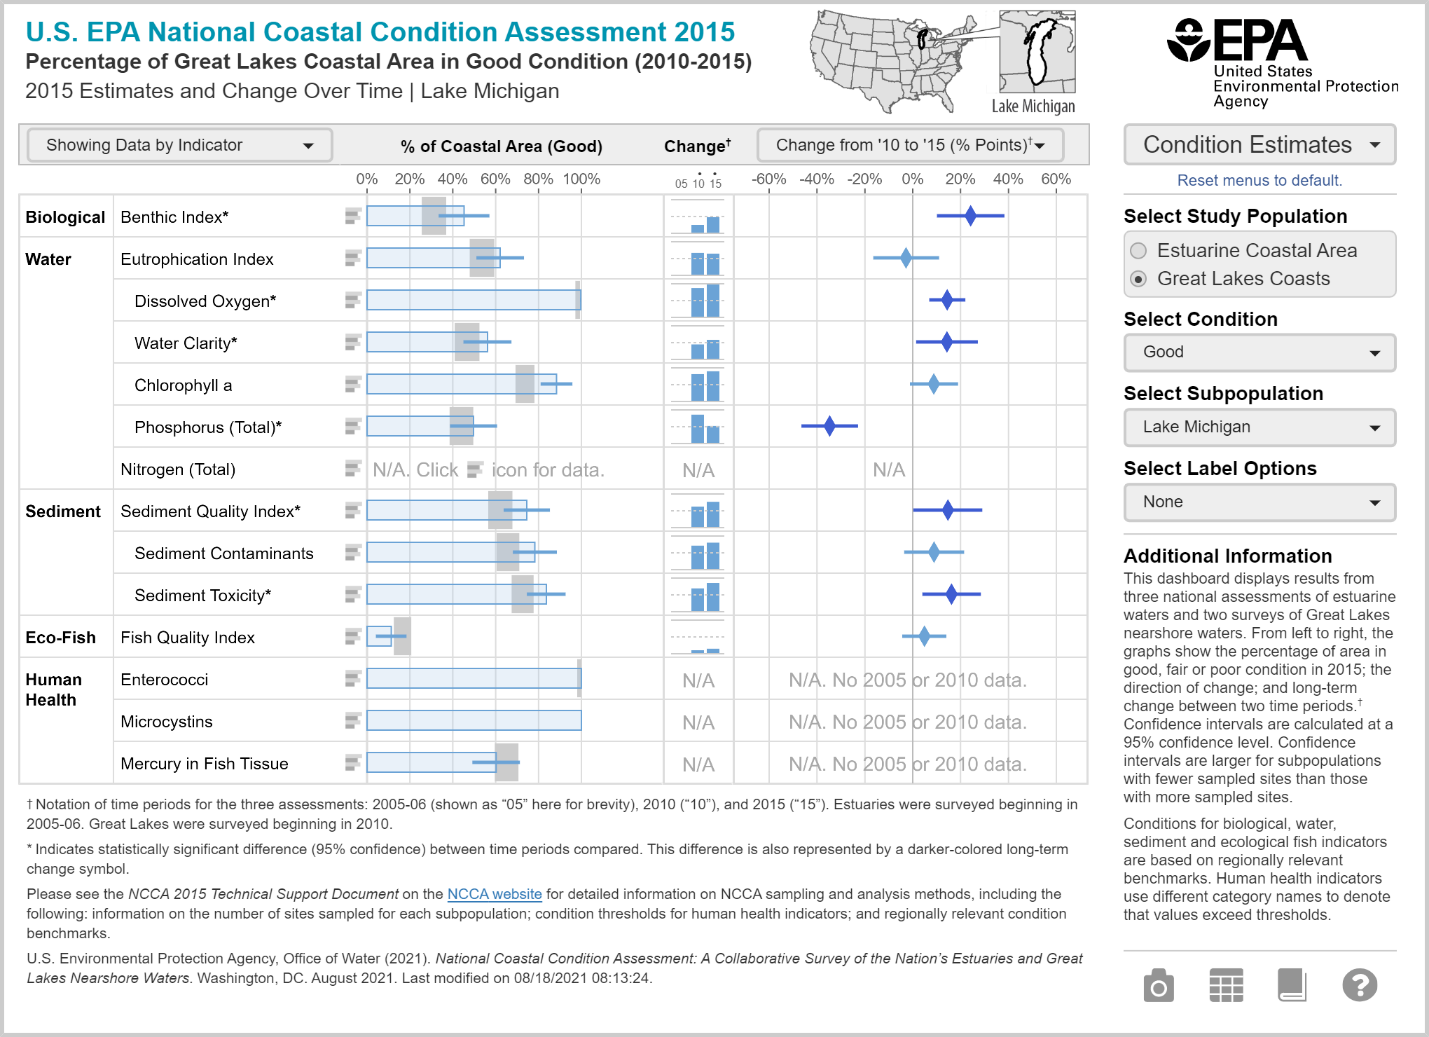 U.S. EPA National Coastal Condition Assessment 2015
Percentage of Great Lakes Coastal Area in Good Condition (2010-2015)
2015 Estimates and Change Over Time | Lake Michigan
Lake Michigan
EPA
United States
Environmental Protection
Agency
Showing Data by Indicator
% of Coastal Area (Good)
Change†
Change from '10 to '15 (% Points)†
0% 20% 40% 60% 80% 100%
05 10 15
-60% -40% -20% 0% 20% 40% 60%
Biological
Benthic Index*
Water
Eutrophication Index
Dissolved Oxygen*
Water Clarity*
Chlorophyll a
Phosphorus (Total)*
Nitrogen (Total)
N/A. Click icon for data.
N/A
N/A
Sediment
Sediment Quality Index*
Sediment Contaminants
Sediment Toxicity*
Eco-Fish
Fish Quality Index
Human
Health
Enterococci
N/A
N/A. No 2005 or 2010 data.
Microcystins
N/A
N/A. No 2005 or 2010 data.
Mercury in Fish Tissue
N/A
N/A. No 2005 or 2010 data.
† Notation of time periods for the three assessments: 2005-06 (shown as “05” here for brevity), 2010 (“10”), and 2015 (“15”). Estuaries were surveyed beginning in
2005-06. Great Lakes were surveyed beginning in 2010.
* Indicates statistically significant difference (95% confidence) between time periods compared. This difference is also represented by a darker-colored long-term
change symbol.
Please see the NCCA 2015 Technical Support Document on the NCCA website for detailed information on NCCA sampling and analysis methods, including the
following: information on the number of sites sampled for each subpopulation; condition thresholds for human health indicators; and regionally relevant condition
benchmarks.
U.S. Environmental Protection Agency, Office of Water (2021). National Coastal Condition Assessment: A Collaborative Survey of the Nation’s Estuaries and Great
Lakes Nearshore Waters. Washington, DC. August 2021. Last modified on 08/18/2021 08:13:24.
Condition Estimates
Reset menus to default.
Select Study Population
Estuarine Coastal Area
Great Lakes Coasts
Select Condition
Good
Select Subpopulation
Lake Michigan
Select Label Options
None
Additional Information
This dashboard displays results from
three national assessments of estuarine
waters and two surveys of Great Lakes
nearshore waters. From left to right, the
graphs show the percentage of area in
good, fair or poor condition in 2015; the
direction of change; and long-term
change between two time periods.†
Confidence intervals are calculated at a
95% confidence level. Confidence
intervals are larger for subpopulations
with fewer sampled sites than those
with more sampled sites.
Conditions for biological, water,
sediment and ecological fish indicators
are based on regionally relevant
benchmarks. Human health indicators
use different category names to denote
that values exceed thresholds.
?